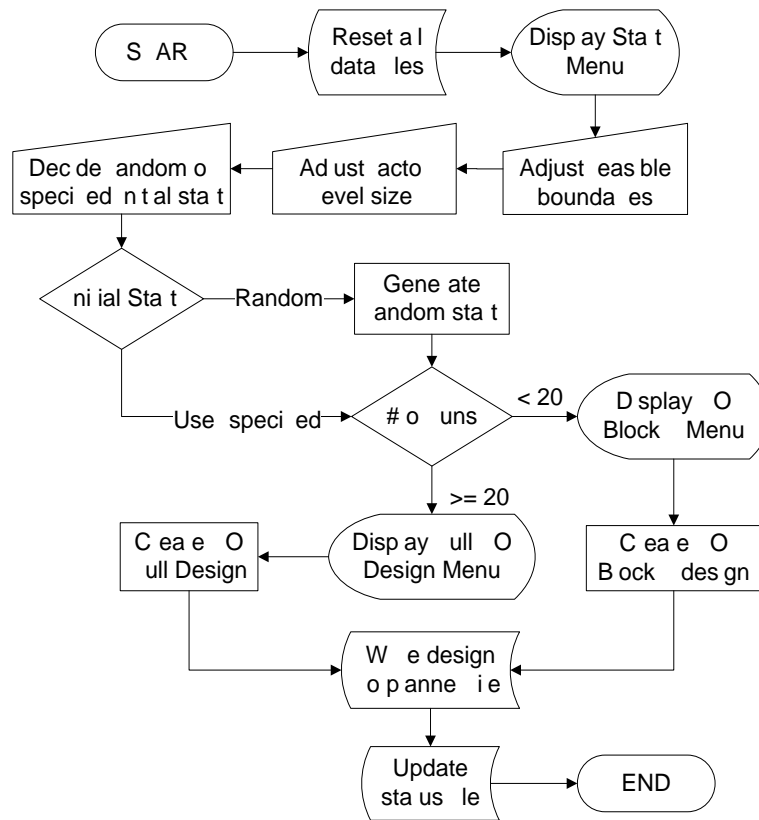 S AR
Reset al
data les
Disp ay Sta t
Menu
Dec de andom o
speci ed n t al sta t
Ad ust acto
evel size
Adjust eas ble
bounda es
ni ial Sta t
Random
Gene ate
andom sta t
Use speci ed
# o uns
< 20
D splay O
Block Menu
>= 20
C ea e O
ull Design
Disp ay ull O
Design Menu
C ea e O
B ock des gn
W e design
o p anne i e
Update
sta us le
END